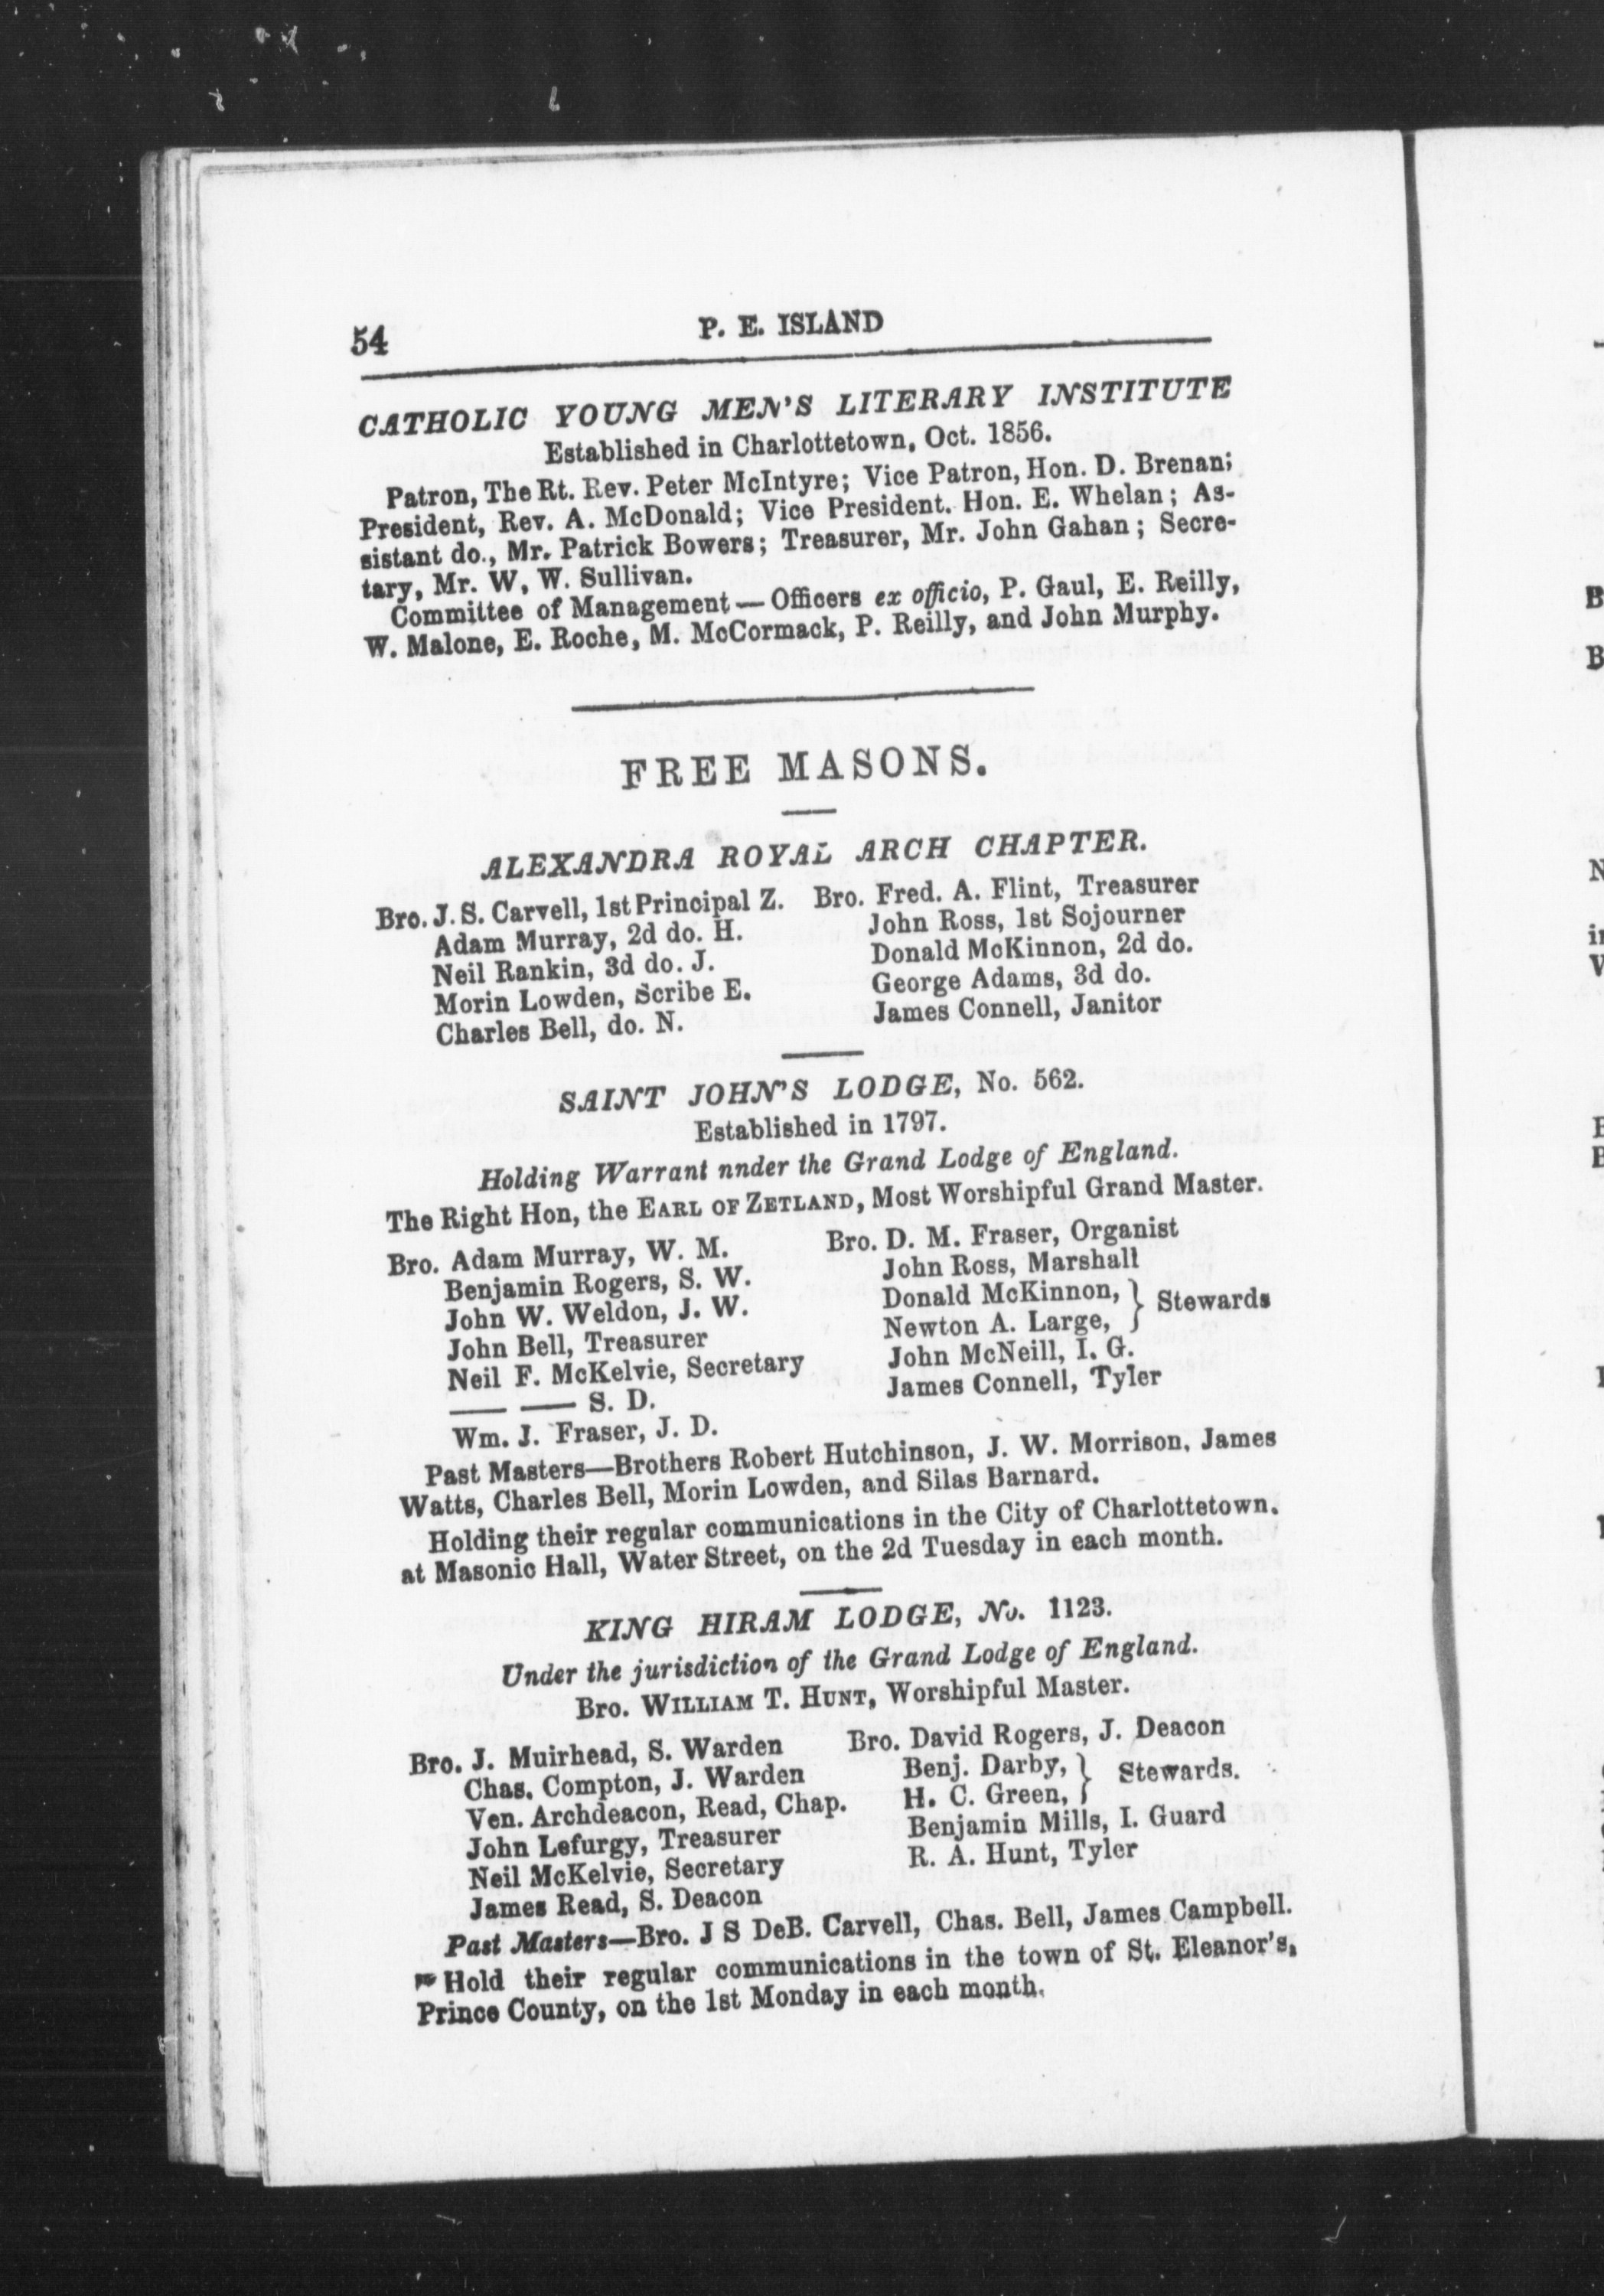 54
P. E. ISLAND
CATHOLIC YOUNG MEN'S LITERARY INSTITUTE
Established in Charlottetown, Oct. 1856.
Patron, The Rt. Rev. Peter McIntyre; Vice Patron, Hon. D. Brenan;
President, Rev. A. McDonald; Vice President. Hon. E. Whelan; As-
sistant do., Mr. Patrick Bowers; Treasurer, Mr. John Gahan; Secre-
tary, Mr. W, W. Sullivan.
Committee of Management — Officers ex officio, P. Gaul, E. Reilly,
W. Malone, E. Roche, M. McCormack, P. Reilly, and John Murphy.
FREE MASONS.
ALEXANDRA ROYAL ARCH CHAPTER.
Bro. J. S. Carvell, 1st Principal Z.
Adam Murray, 2d do. H.
Neil Rankin, 3d do. J.
Morin Lowden, Scribe E.
Charles Bell, do. N.
Bro. Fred. A. Flint, Treasurer
John Ross, 1st Sojourner
Donald McKinnon, 2d do.
George Adams, 3d do.
James Connell, Janitor
SAINT JOHN'S LODGE, No. 562.
Established in 1797.
Holding Warrant nnder the Grand Lodge of England.
The Right Hon, the EARL OF ZETLAND, Most Worshipful Grand Master.
Bro. Adam Murray, W. M.
Benjamin Rogers, S. W.
John W. Weldon, J. W.
John Bell, Treasurer
Neil F. McKelvie, Secretary
—— —— S. D.
Wm. J. Fraser, J. D.
Bro. D. M. Fraser, Organist
John Ross, Marshall
Donald McKinnon, } Stewards
Newton A. Large, }
John McNeill, I. G.
James Connell, Tyler
Past Masters—Brothers Robert Hutchinson, J. W. Morrison, James
Watts, Charles Bell, Morin Lowden, and Silas Barnard.
Holding their regular communications in the City of Charlottetown.
at Masonic Hall, Water Street, on the 2d Tuesday in each month.
KING HIRAM LODGE, No. 1123.
Under the jurisdiction of the Grand Lodge of England.
Bro. WILLIAM T. HUNT, Worshipful Master.
Bro. J. Muirhead, S. Warden
Chas. Compton, J. Warden
Ven. Archdeacon, Read, Chap.
John Lefurgy, Treasurer
Neil McKelvie, Secretary
James Read, S. Deacon
Bro. David Rogers, J. Deacon
Benj. Darby, } Stewards.
H. C. Green, }
Benjamin Mills, I. Guard
R. A. Hunt, Tyler
Past Masters—Bro. J S DeB. Carvell, Chas. Bell, James Campbell.
☞ Hold their regular communications in the town of St. Eleanor's,
Prince County, on the 1st Monday in each month.